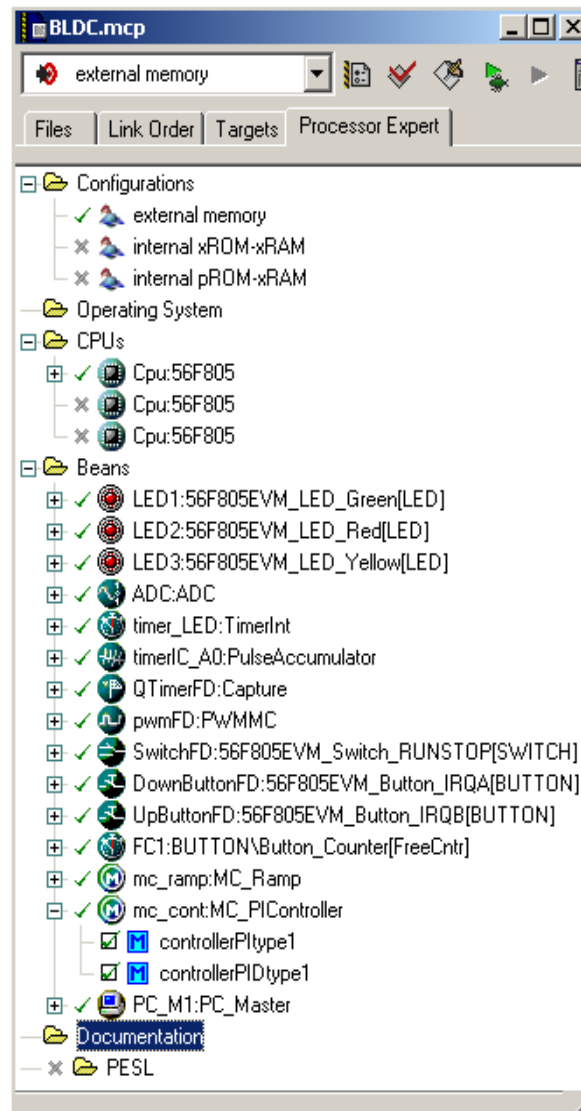 BLDC.mcp
external memory
Files Link Order Targets Processor Expert
Configurations
external memory
internal xROM-xRAM
internal pROM-xRAM
Operating System
CPUs
Cpu:56F805
Cpu:56F805
Cpu:56F805
Beans
LED1:56F805EVM_LED_Green[LED]
LED2:56F805EVM_LED_Red[LED]
LED3:56F805EVM_LED_Yellow[LED]
ADC:ADC
timer_LED:TimerInt
timerIC_A0:PulseAccumulator
QTimerFD:Capture
pwmFD:PWMMC
SwitchFD:56F805EVM_Switch_RUNSTOP[SWITCH]
DownButtonFD:56F805EVM_Button_IRQA[BUTTON]
UpButtonFD:56F805EVM_Button_IRQB[BUTTON]
FC1:BUTTON\Button_Counter[FreeCntr]
mc_ramp:MC_Ramp
mc_cont:MC_PIController
controllerPItype1
controllerPIDtype1
PC_M1:PC_Master
Documentation
PESL